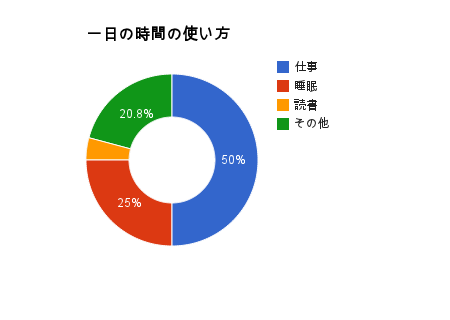 一日の時間の使い方
仕事
睡眠
読書
その他
20.8%
50%
25%